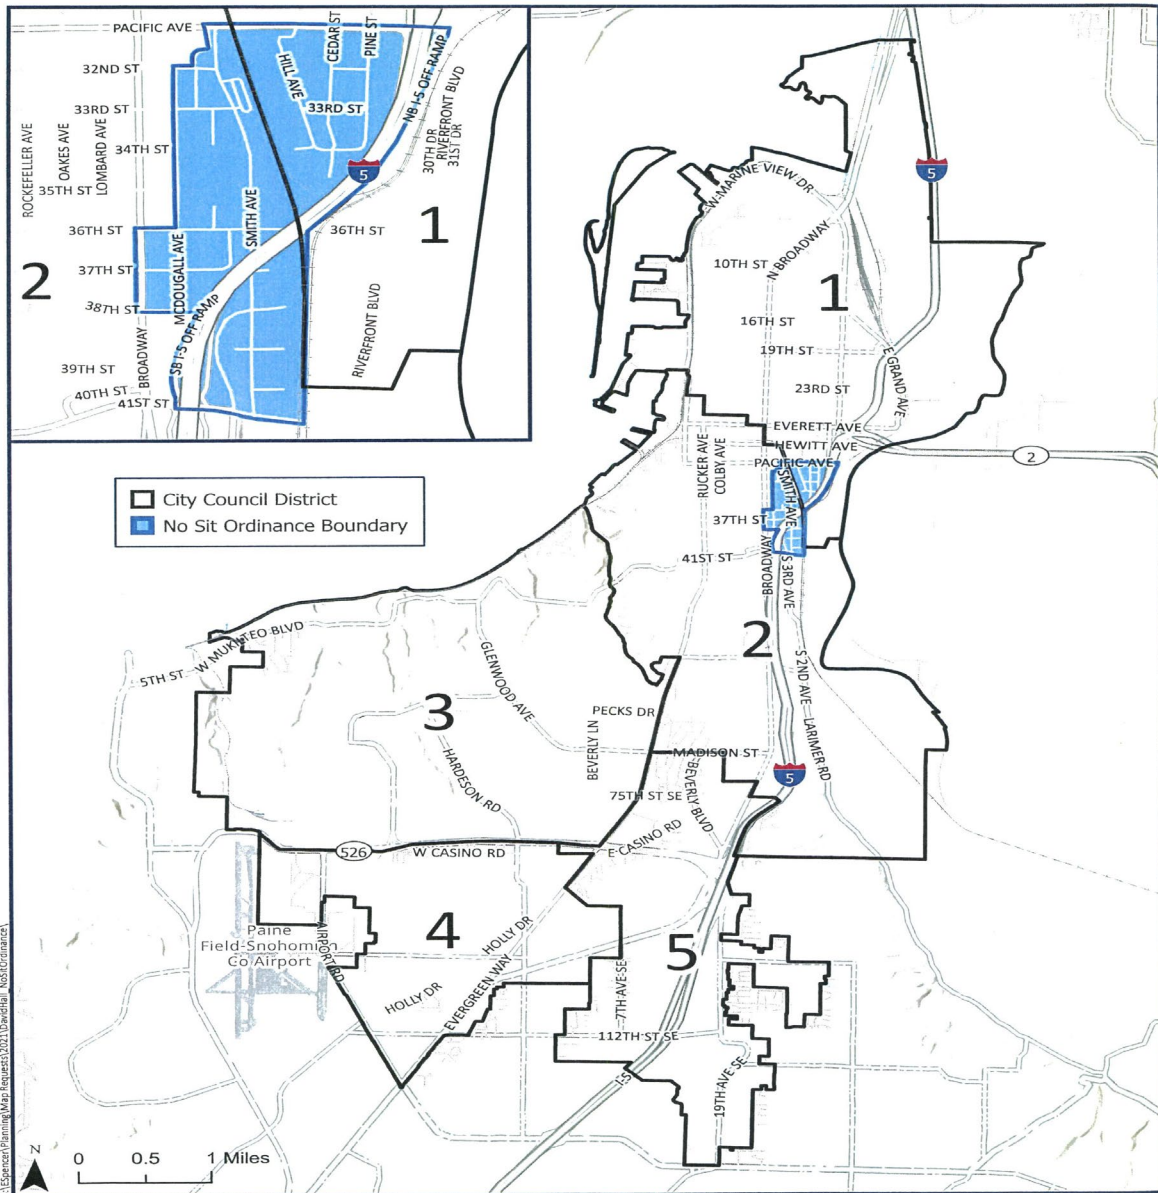 PACIFIC AVE
32ND ST
33RD ST
34TH ST
35TH ST
36TH ST
37TH ST
38TH ST
39TH ST
40TH ST
41ST ST
ROCKEFELLER AVE
OAKES AVE
LOMBARD AVE
BROADWAY
MCDOUGALL AVE
SMITH AVE
HILL AVE
CEDAR ST
PINE ST
33RD ST
NB I-5 OFF RAMP
SB I-5 OFF RAMP
5
30TH DR
RIVERFRONT BLVD
31ST DR
36TH ST
RIVERFRONT BLVD
1
2
City Council District
No Sit Ordinance Boundary
W MARINE VIEW DR
5
N BROADWAY
10TH ST
1
16TH ST
19TH ST
23RD ST
E GRAND AVE
EVERETT AVE
HEWITT AVE
PACIFIC AVE
2
RUCKER AVE
COLBY AVE
SMITH AVE
37TH ST
41ST ST
BROADWAY
S 3RD AVE
2
S 2ND AVE
LARIMER RD
5TH ST
W MUKILTEO BLVD
GLENWOOD AVE
3
PECKS DR
BEVERLY LN
MADISON ST
5
HARDESON RD
75TH ST SE
BEVERLY BLVD
526
W CASINO RD
E CASINO RD
Paine
Field-Snohomish
Co Airport
AIRPORT RD
4
HOLLY DR
HOLLY DR
EVERGREEN WAY
5
7TH AVE SE
112TH ST SE
I-5
19TH AVE SE
N
0 0.5 1 Miles